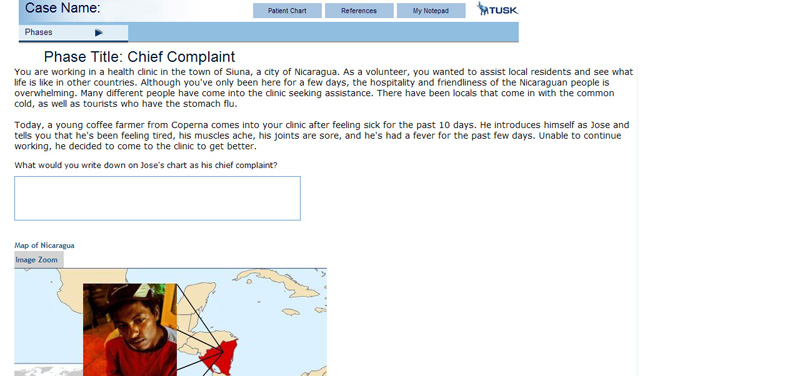 Case Name:
Patient Chart
References
My Notepad
TUSK
Phases
Phase Title: Chief Complaint
You are working in a health clinic in the town of Siuna, a city of Nicaragua. As a volunteer, you wanted to assist local residents and see what
life is like in other countries. Although you've only been here for a few days, the hospitality and friendliness of the Nicaraguan people is
overwhelming. Many different people have come into the clinic seeking assistance. There have been locals that come in with the common
cold, as well as tourists who have the stomach flu.
Today, a young coffee farmer from Coperna comes into your clinic after feeling sick for the past 10 days. He introduces himself as Jose and
tells you that he's been feeling tired, his muscles ache, his joints are sore, and he's had a fever for the past few days. Unable to continue
working, he decided to come to the clinic to get better.
What would you write down on Jose's chart as his chief complaint?
Map of Nicaragua
Image Zoom